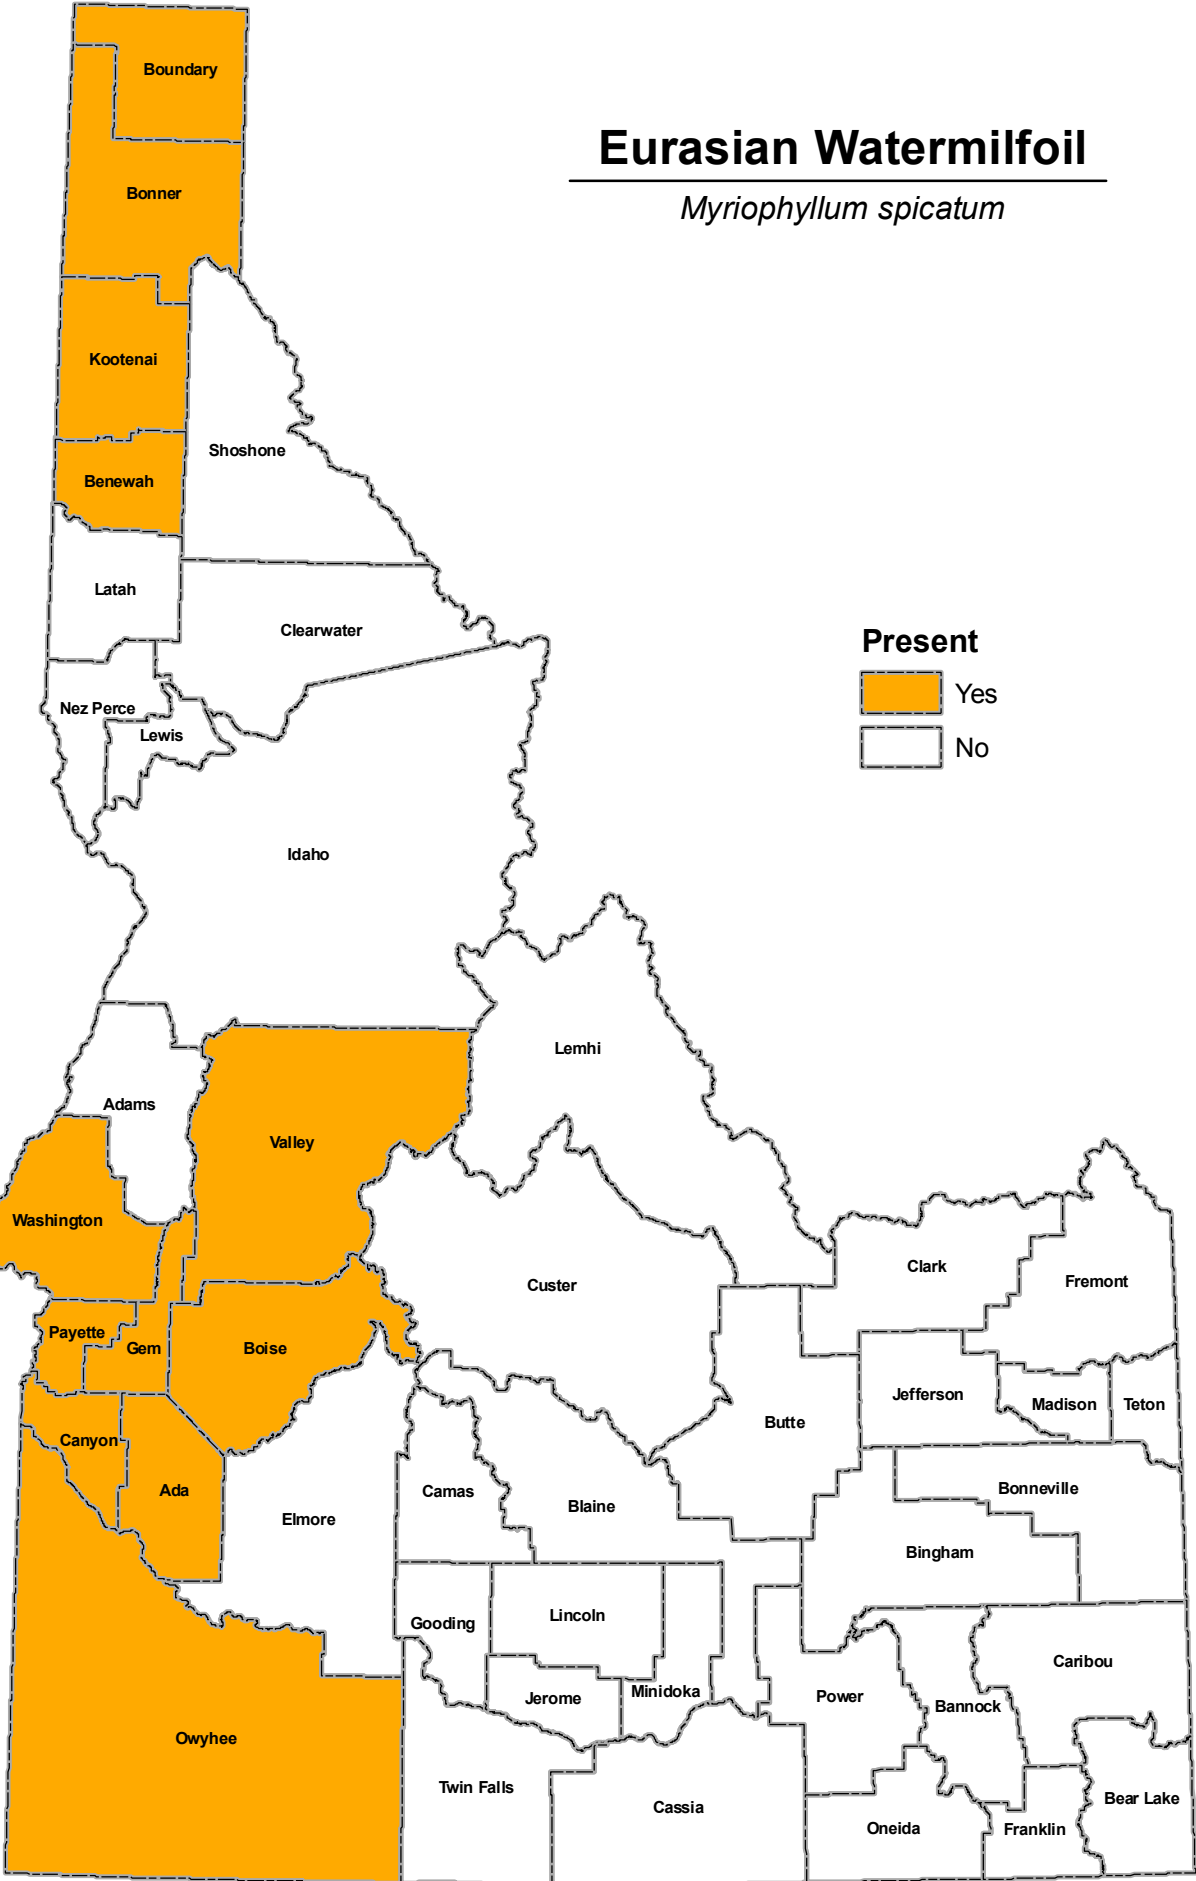 Eurasian Watermilfoil
Myriophyllum spicatum
Boundary
Bonner
Kootenai
Shoshone
Benewah
Latah
Clearwater
Present
Yes
No
Nez Perce
Lewis
Idaho
Lemhi
Adams
Valley
Washington
Clark
Fremont
Custer
Payette
Gem
Boise
Jefferson
Madison
Teton
Butte
Canyon
Ada
Camas
Blaine
Bonneville
Elmore
Bingham
Gooding
Lincoln
Caribou
Jerome
Minidoka
Power
Bannock
Owyhee
Twin Falls
Cassia
Bear Lake
Oneida
Franklin